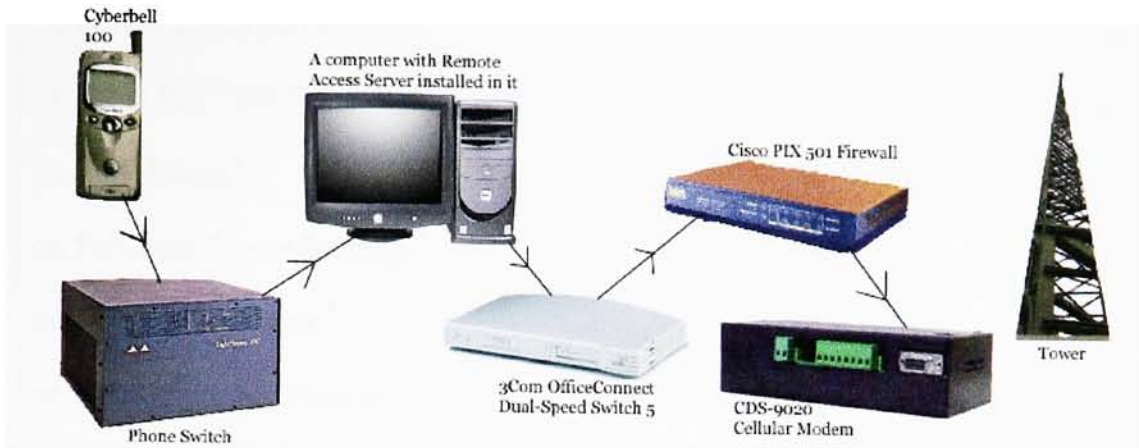 Cyberbell
100
A computer with Remote
Access Server installed in it
Cisco PIX 501 Firewall
3Com OfficeConnect
Dual-Speed Switch 5
CDS-9020
Cellular Modem
Tower
Phone Switch